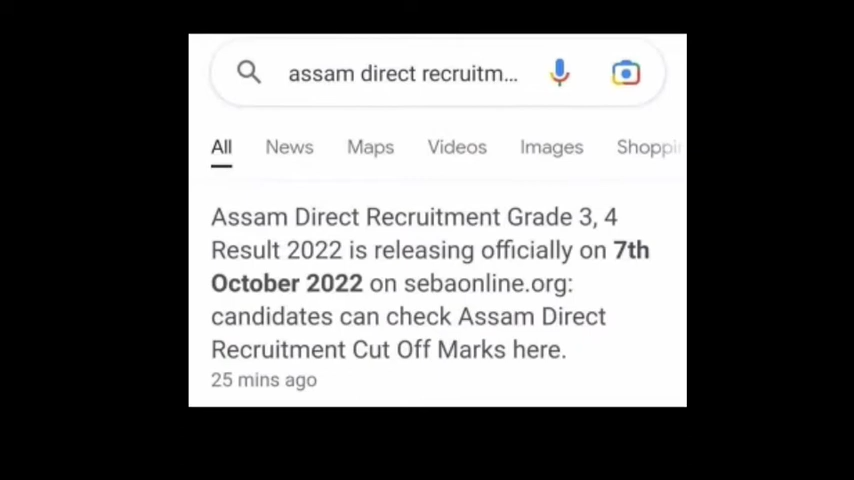 assam direct recruitm...
All News Maps Videos Images Shoppi
Assam Direct Recruitment Grade 3, 4
Result 2022 is releasing officially on 7th
October 2022 on sebaonline.org:
candidates can check Assam Direct
Recruitment Cut Off Marks here.
25 mins ago